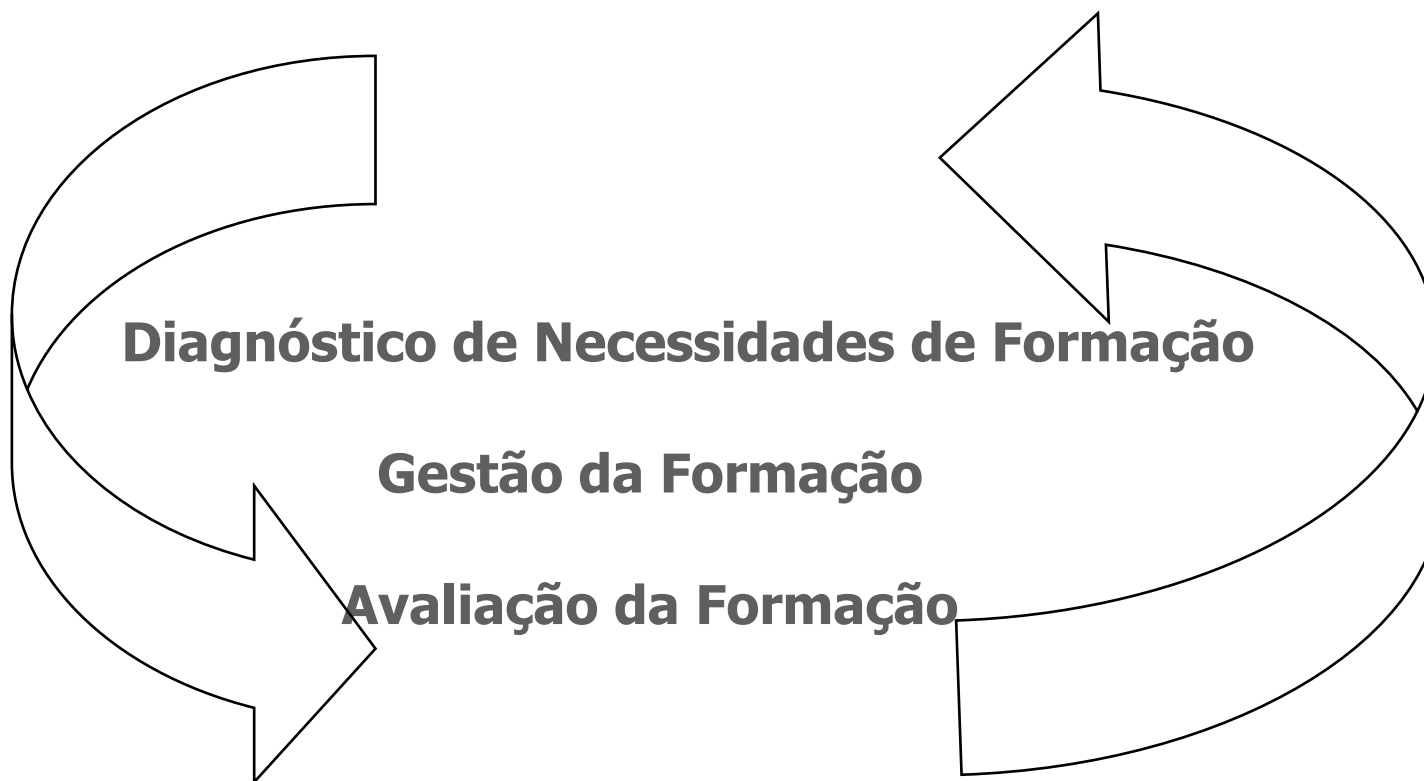 Diagnóstico de Necessidades de Formação
Gestão da Formação
Avaliação da Formação